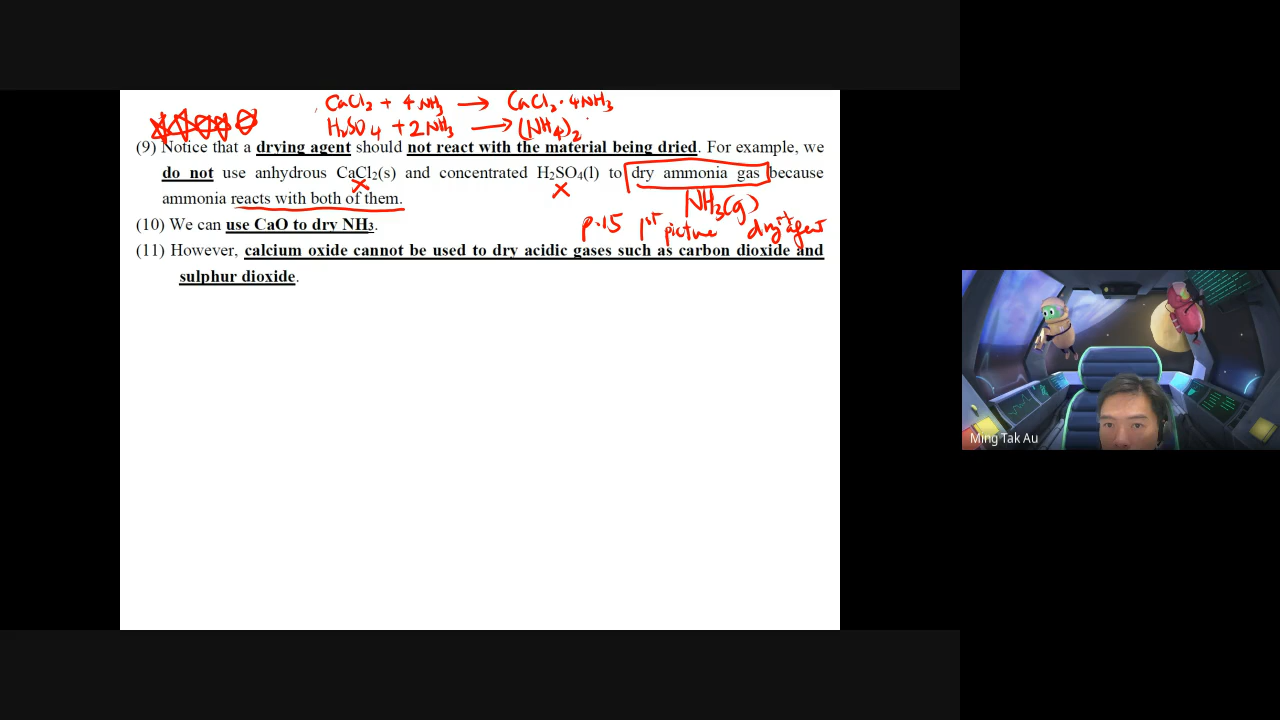 CaCl₂ + 4NH₃ → CaCl₂·4NH₃
H₂SO₄ + 2NH₃ → (NH₄)₂
(9) Notice that a drying agent should not react with the material being dried. For example, we
do not use anhydrous CaCl₂(s) and concentrated H₂SO₄(l) to dry ammonia gas because
ammonia reacts with both of them.
NH₃(g)
(10) We can use CaO to dry NH₃.
p.15 1st picture drying agent
(11) However, calcium oxide cannot be used to dry acidic gases such as carbon dioxide and
sulphur dioxide.
Ming Tak Au